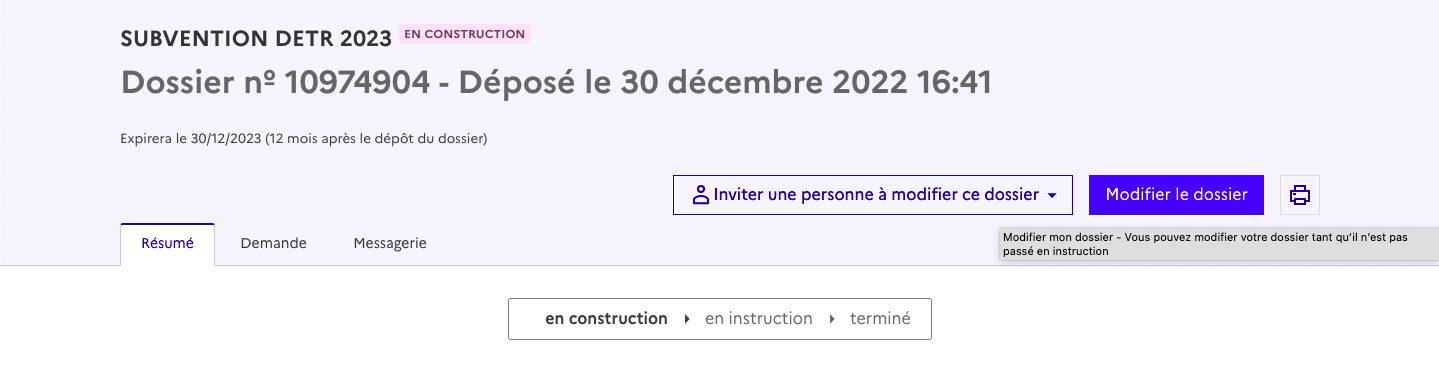 SUBVENTION DETR 2023 EN CONSTRUCTION
Dossier nº 10974904 - Déposé le 30 décembre 2022 16:41
Expirera le 30/12/2023 (12 mois après le dépôt du dossier)
Inviter une personne à modifier ce dossier Modifier le dossier
Résumé Demande Messagerie
Modifier mon dossier - Vous pouvez modifier votre dossier tant qu’il n’est pas
passé en instruction
en construction en instruction terminé